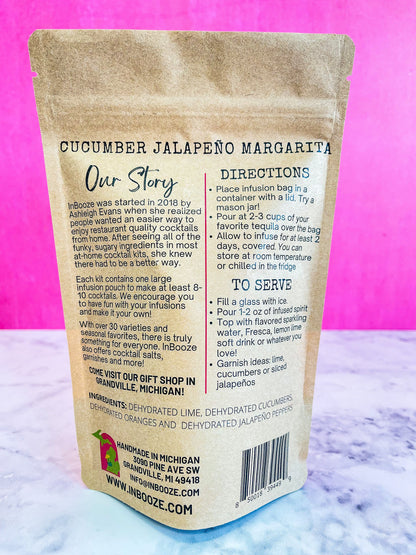 CUCUMBER JALAPEÑO MARGARITA
Our Story
InBooze was started in 2018 by
Ashleigh Evans when she realized
people wanted an easier way to
enjoy restaurant quality cocktails
from home. After seeing all of the
funky, sugary ingredients in most
at-home cocktail kits, she knew
there had to be a better way.
Each kit contains one large
infusion pouch to make at least 8-
10 cocktails. We encourage you
to have fun with your infusions
and make it your own!
With over 30 varieties and
seasonal favorites, there is truly
something for everyone. InBooze
also offers cocktail salts,
garnishes and more!
COME VISIT OUR GIFT SHOP IN
GRANDVILLE, MICHIGAN!
DIRECTIONS
• Place infusion bag in a
container with a lid. Try a
mason jar!
• Pour at 2-3 cups of your
favorite tequila over the bag
• Allow to infuse for at least 2
days, covered. You can
store at room temperature
or chilled in the fridge
TO SERVE
• Fill a glass with ice.
• Pour 1-2 oz of infused spirit
• Top with flavored sparkling
water, Fresca, lemon lime
soft drink or whatever you
love!
• Garnish ideas: lime,
cucumbers or sliced
jalapeños
INGREDIENTS: DEHYDRATED LIME, DEHYDRATED CUCUMBERS,
DEHYDRATED ORANGES AND DEHYDRATED JALAPEÑO PEPPERS
HANDMADE IN MICHIGAN
3090 PINE AVE SW
GRANDVILLE, MI 49418
INFO@INBOOZE.COM
WWW.INBOOZE.COM
8 50018 39449 9